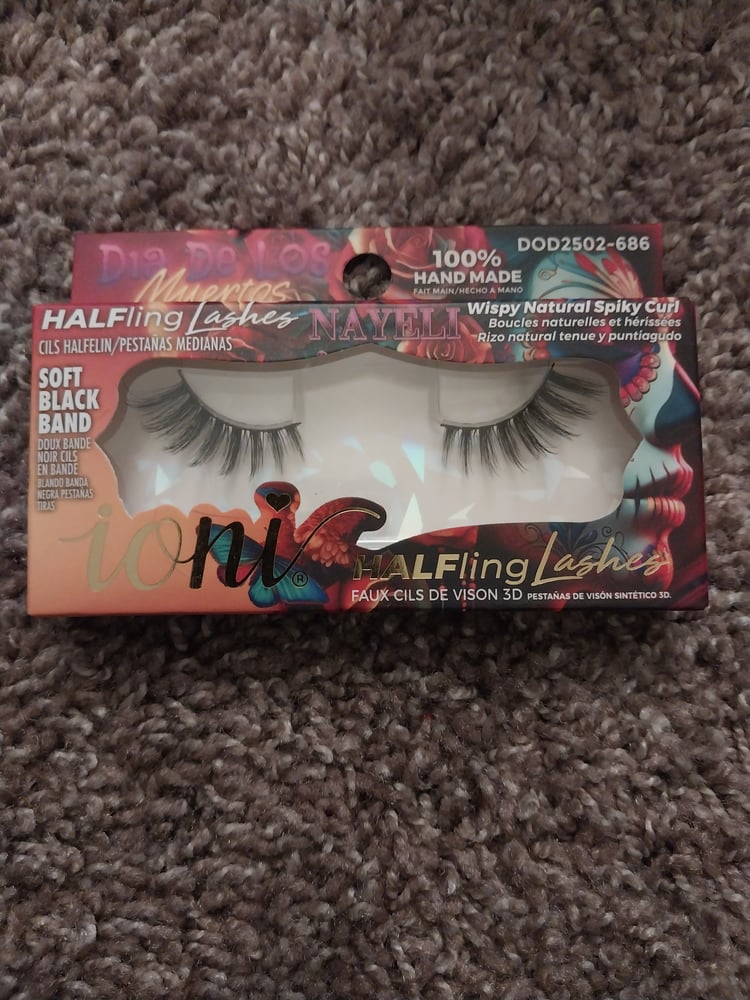 Dia De Los
Muertos
100%
HAND MADE
FAIT MAIN/HECHO A MANO
DOD2502-686
HALFling Lashes
CILS HALFELIN/PESTAÑAS MEDIANAS
NAYELI
Wispy Natural Spiky Curl
Boucles naturelles et hérissées
Rizo natural tenue y puntiagudo
SOFT
BLACK
BAND
DOUX BANDE
NOIR CILS
EN BANDE
BLANDO BANDA
NEGRA PESTAÑAS
TIRAS
ioni®
HALFling Lashes
FAUX CILS DE VISON 3D PESTAÑAS DE VISÓN SINTÉTICO 3D.